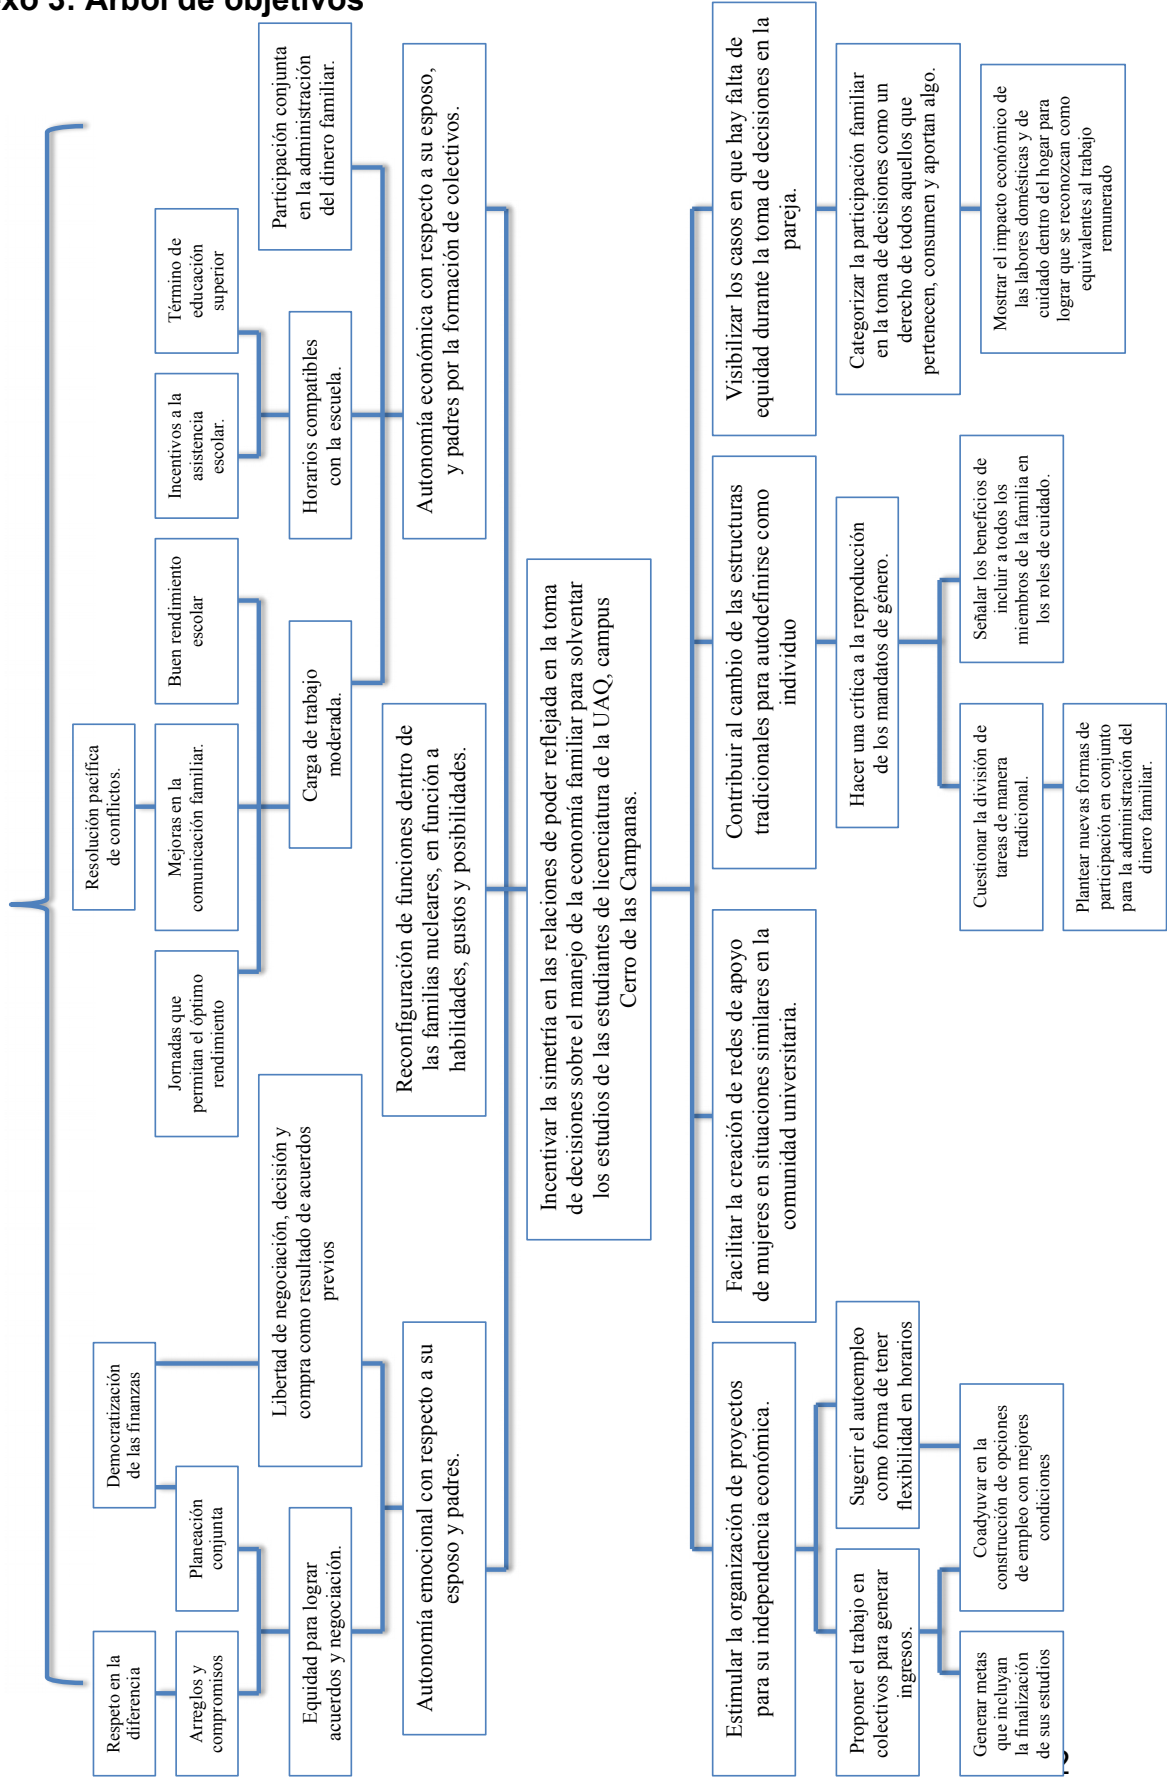 xo 3: Árbol de objetivos
Respeto en la
diferencia
Democratización
de las finanzas
Resolución pacífica
de conflictos.
Arreglos y
compromisos
Planeación
conjunta
Jornadas que
permitan el óptimo
rendimiento
Mejoras en la
comunicación familiar.
Buen rendimiento
escolar
Incentivos a la
asistencia
escolar.
Término de
educación
superior
Equidad para lograr
acuerdos y negociación.
Libertad de negociación, decisión y
compra como resultado de acuerdos
previos
Carga de trabajo
moderada.
Horarios compatibles
con la escuela.
Participación conjunta
en la administración
del dinero familiar.
Autonomía emocional con respecto a su
esposo y padres.
Reconfiguración de funciones dentro de
las familias nucleares, en función a
habilidades, gustos y posibilidades.
Autonomía económica con respecto a su esposo,
y padres por la formación de colectivos.
Incentivar la simetría en las relaciones de poder reflejada en la toma
de decisiones sobre el manejo de la economía familiar para solventar
los estudios de las estudiantes de licenciatura de la UAQ, campus
Cerro de las Campanas.
Estimular la organización de proyectos
para su independencia económica.
Facilitar la creación de redes de apoyo
de mujeres en situaciones similares en la
comunidad universitaria.
Contribuir al cambio de las estructuras
tradicionales para autodefinirse como
individuo
Visibilizar los casos en que hay falta de
equidad durante la toma de decisiones en la
pareja.
Proponer el trabajo en
colectivos para generar
ingresos.
Sugerir el autoempleo
como forma de tener
flexibilidad en horarios
Hacer una crítica a la reproducción
de los mandatos de género.
Categorizar la participación familiar
en la toma de decisiones como un
derecho de todos aquellos que
pertenecen, consumen y aportan algo.
Generar metas
que incluyan
la finalización
de sus estudios
Coadyuvar en la
construcción de opciones
de empleo con mejores
condiciones
Cuestionar la división de
tareas de manera
tradicional.
Señalar los beneficios de
incluir a todos los
miembros de la familia en
los roles de cuidado.
Mostrar el impacto económico de
las labores domésticas y de
cuidado dentro del hogar para
lograr que se reconozcan como
equivalentes al trabajo
remunerado
Plantear nuevas formas de
participación en conjunto
para la administración del
dinero familiar.